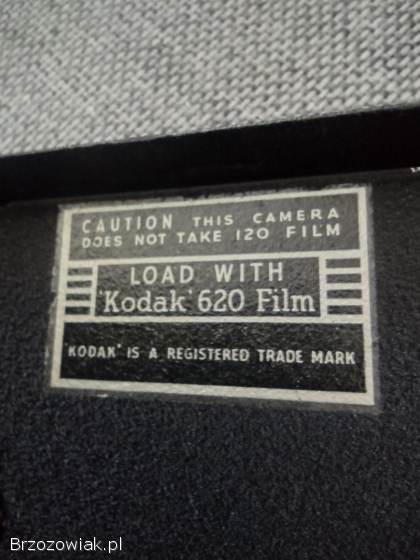 CAUTION THIS CAMERA
DOES NOT TAKE 120 FILM
LOAD WITH
'Kodak' 620 Film
'KODAK' IS A REGISTERED TRADE MARK
Brzozowiak.pl